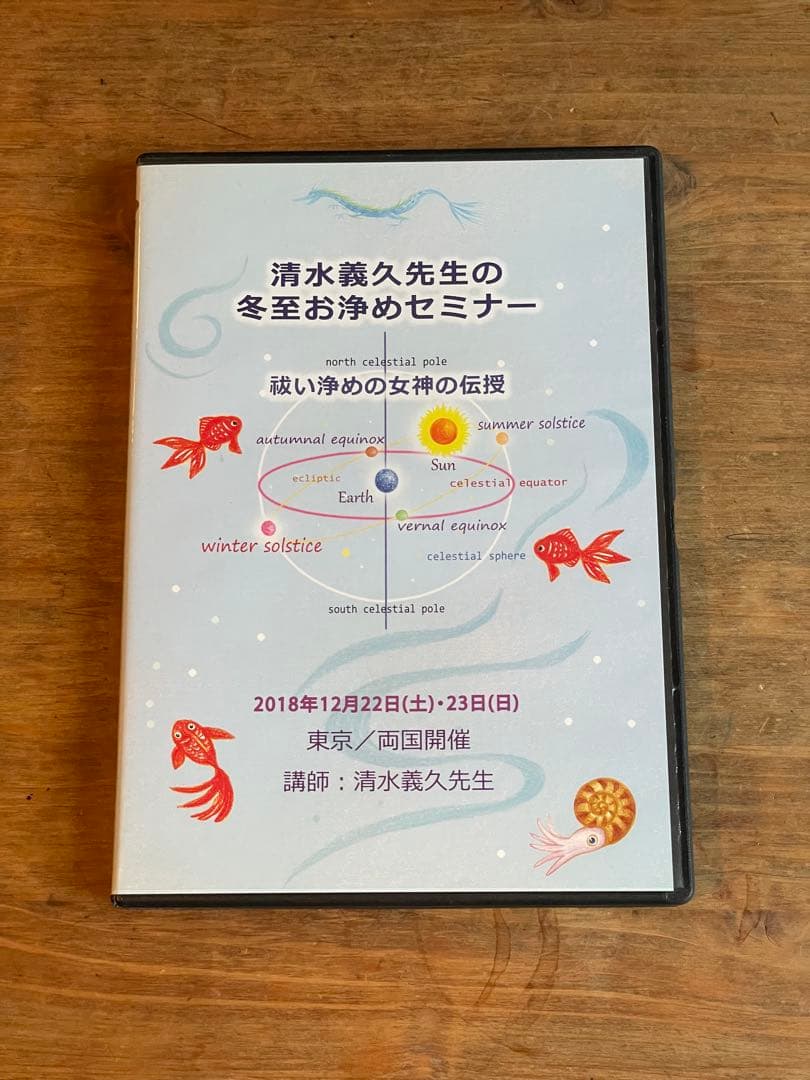 清水義久先生の
冬至お浄めセミナー
north celestial pole
祓い浄めの女神の伝授
summer solstice
autumnal equinox
Sun
ecliptic
celestial equator
Earth
vernal equinox
winter solstice
celestial sphere
south celestial pole
2018年12月22日(土)・23日(日)
東京／両国開催
講師：清水義久先生